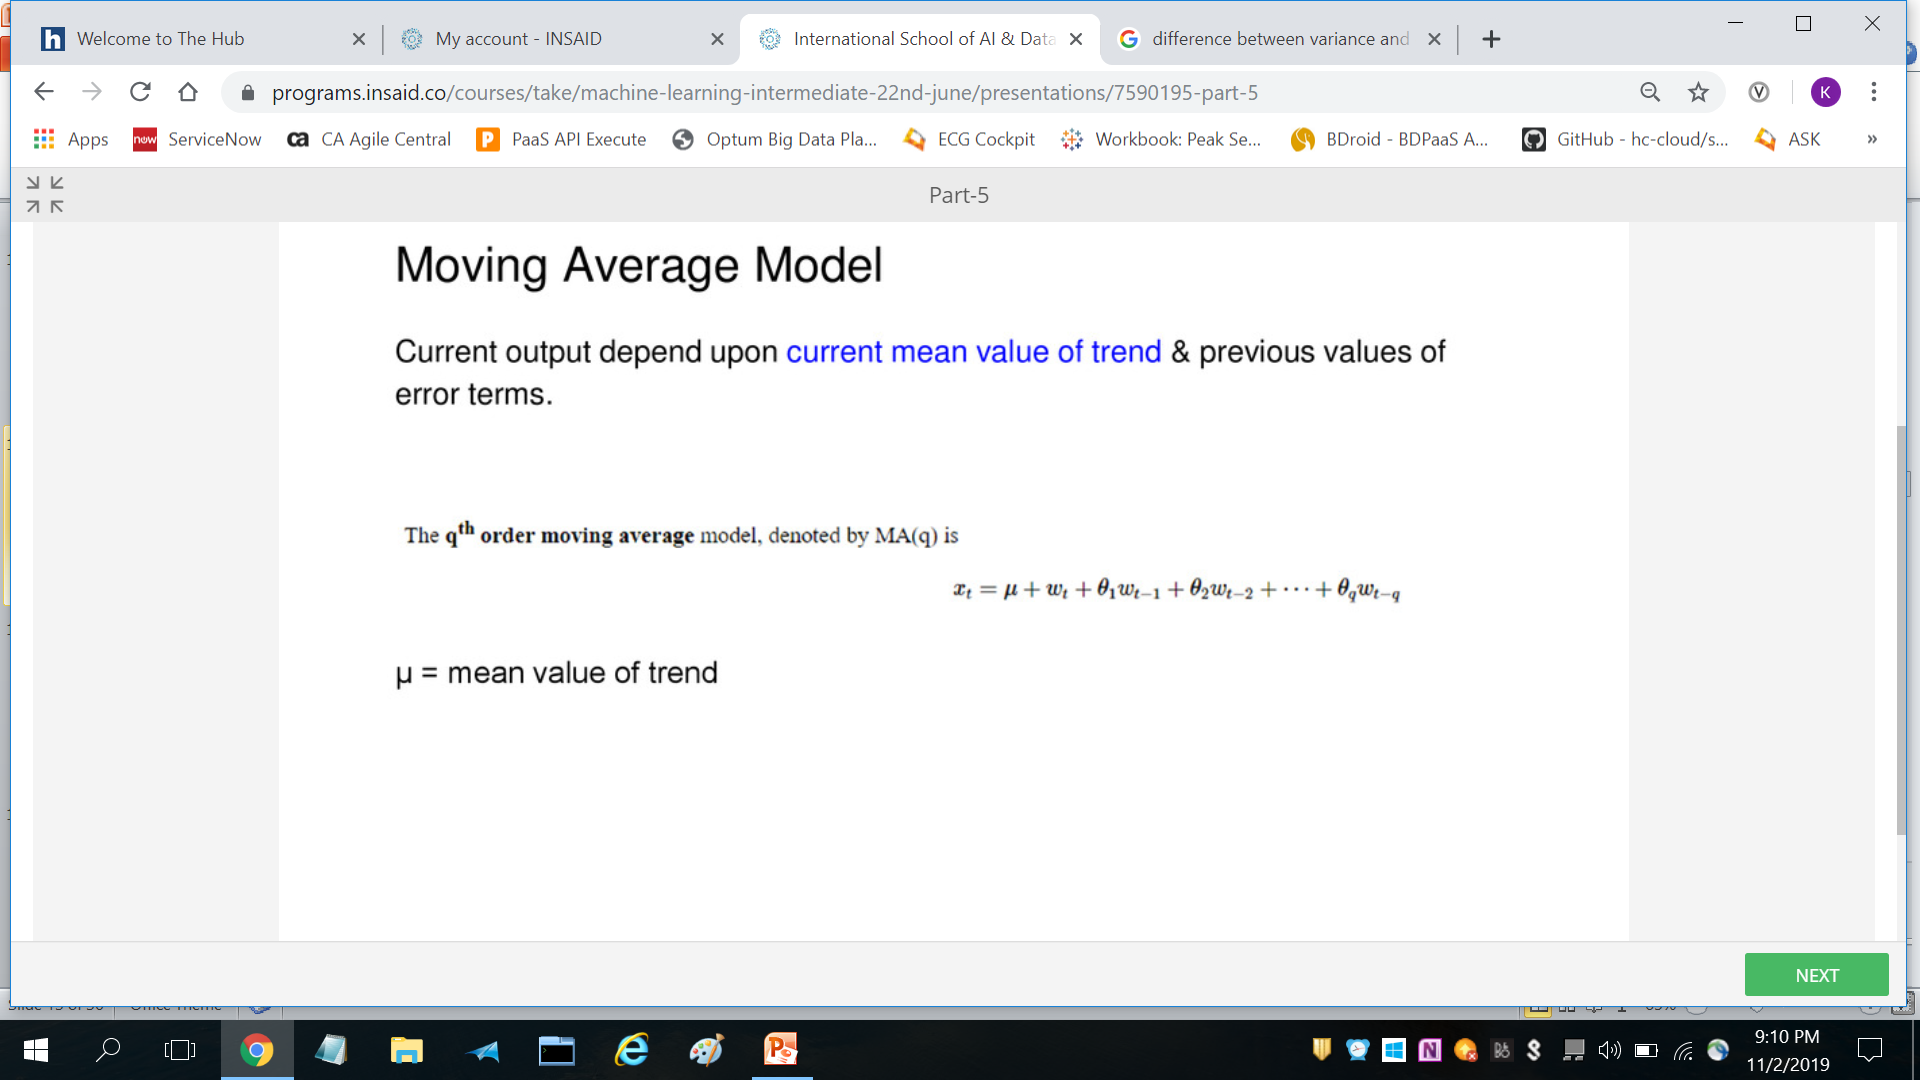 Welcome to The Hub
My account - INSAID
International School of AI & Data
difference between variance and
programs.insaid.co/courses/take/machine-learning-intermediate-22nd-june/presentations/7590195-part-5
K
Apps
now ServiceNow
ca CA Agile Central
P PaaS API Execute
Optum Big Data Pla...
ECG Cockpit
Workbook: Peak Se...
BDroid - BDPaaS A...
GitHub - hc-cloud/s...
ASK
»
Part-5
Moving Average Model
Current output depend upon current mean value of trend & previous values of
error terms.
The qth order moving average model, denoted by MA(q) is
xt = μ + wt + θ1wt−1 + θ2wt−2 + ··· + θqwt−q
μ = mean value of trend
NEXT
9:10 PM
11/2/2019